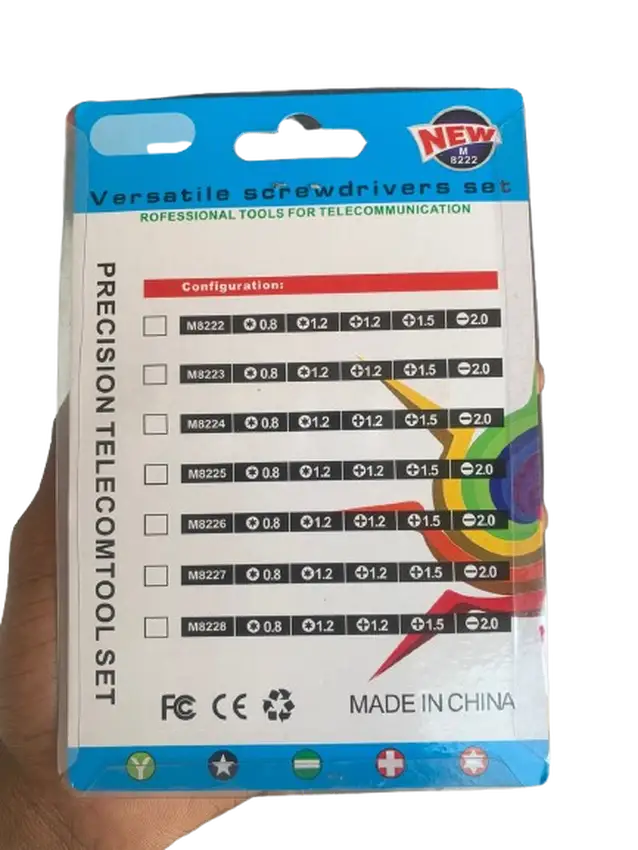 NEW
M
8222
Versatile screwdrivers set
ROFESSIONAL TOOLS FOR TELECOMMUNICATION
PRECISION TELECOMTOOL SET
Configuration:
M8222 0.8 1.2 1.2 1.5 2.0
M8223 0.8 1.2 1.2 1.5 2.0
M8224 0.8 1.2 1.2 1.5 2.0
M8225 0.8 1.2 1.2 1.5 2.0
M8226 0.8 1.2 1.2 1.5 2.0
M8227 0.8 1.2 1.2 1.5 2.0
M8228 0.8 1.2 1.2 1.5 2.0
FC CE MADE IN CHINA